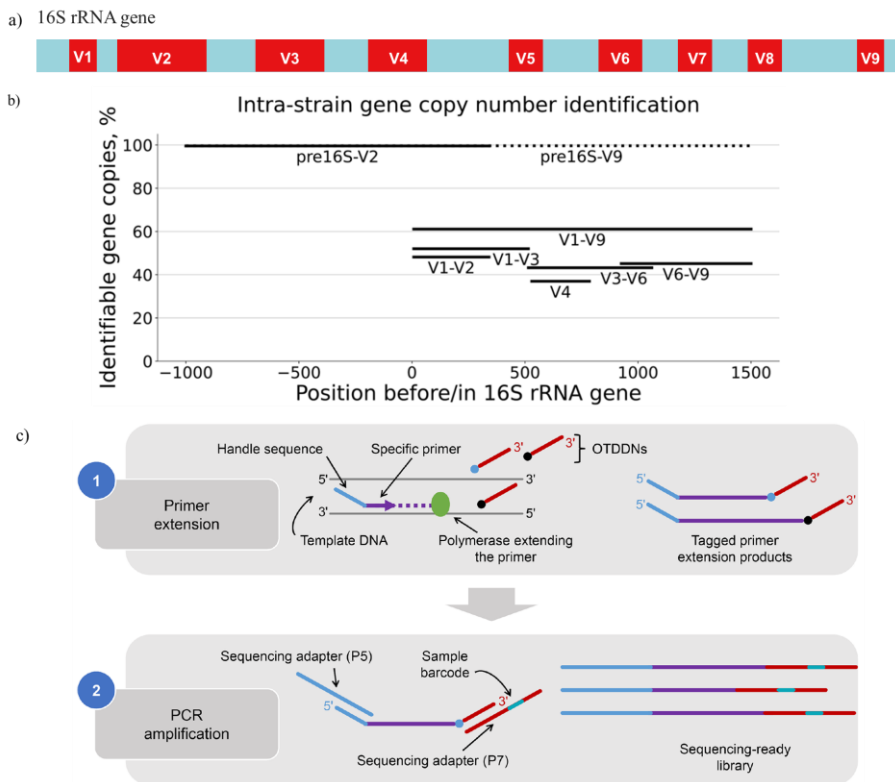 a) 16S rRNA gene
V1 V2 V3 V4 V5 V6 V7 V8 V9
b)
Intra-strain gene copy number identification
Identifiable gene copies, %
100
80
60
40
20
0
pre16S-V2 pre16S-V9
V1-V9
V1-V3
V1-V2
V3-V6 V6-V9
V4
−1000 −500 0 500 1000 1500
Position before/in 16S rRNA gene
c)
1
Primer
extension
Handle sequence
Specific primer
3'
3'
OTDDNs
5'
3'
3'
5'
Template DNA
Polymerase extending
the primer
5'
3'
5'
3'
Tagged primer
extension products
2
PCR
amplification
Sequencing adapter (P5)
Sample
barcode
5'
3'
Sequencing adapter (P7)
Sequencing-ready
library